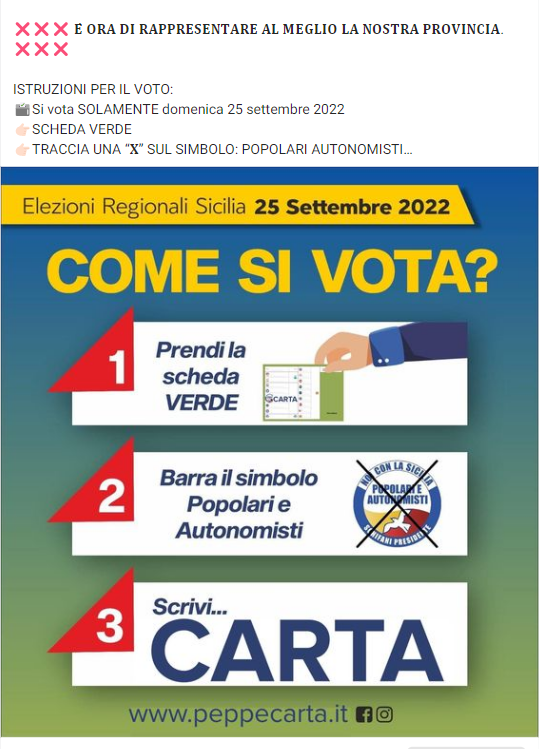 ❌❌❌ É ORA DI RAPPRESENTARE AL MEGLIO LA NOSTRA PROVINCIA.
❌❌❌
ISTRUZIONI PER IL VOTO:
🗳Si vota SOLAMENTE domenica 25 settembre 2022
👉🏻SCHEDA VERDE
👉🏻TRACCIA UNA “X” SUL SIMBOLO: POPOLARI AUTONOMISTI...
Elezioni Regionali Sicilia 25 Settembre 2022
COME SI VOTA?
1
Prendi la
scheda
VERDE
CARTA
2
Barra il simbolo
Popolari e
Autonomisti
NOI CON LA SICILIA
POPOLARI E
AUTONOMISTI
SCHIFANI PRESIDENTE
3
Scrivi...
CARTA
www.peppecarta.it